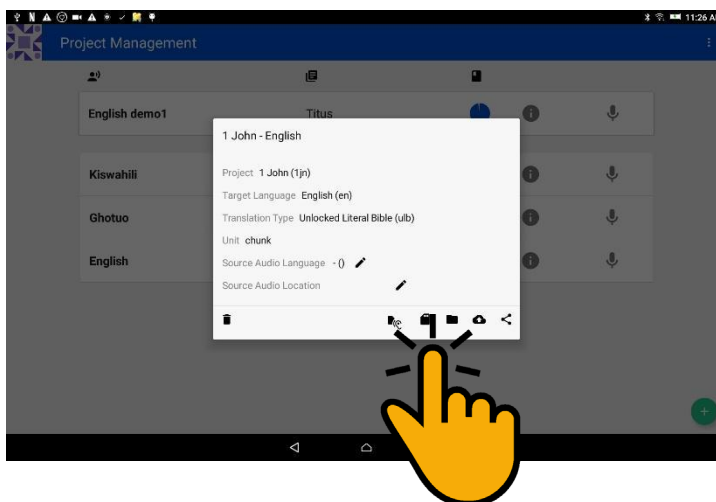 11:26 A
Project Management
English demo1
Titus
1 John - English
Project 1 John (1jn)
Target Language English (en)
Translation Type Unlocked Literal Bible (ulb)
Unit chunk
Source Audio Language - ()
Source Audio Location
Kiswahili
Ghotuo
English